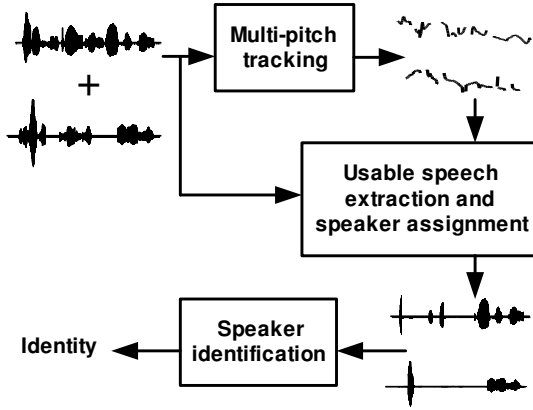 Multi-pitch
tracking
+
Usable speech
extraction and
speaker assignment
Speaker
identification
Identity